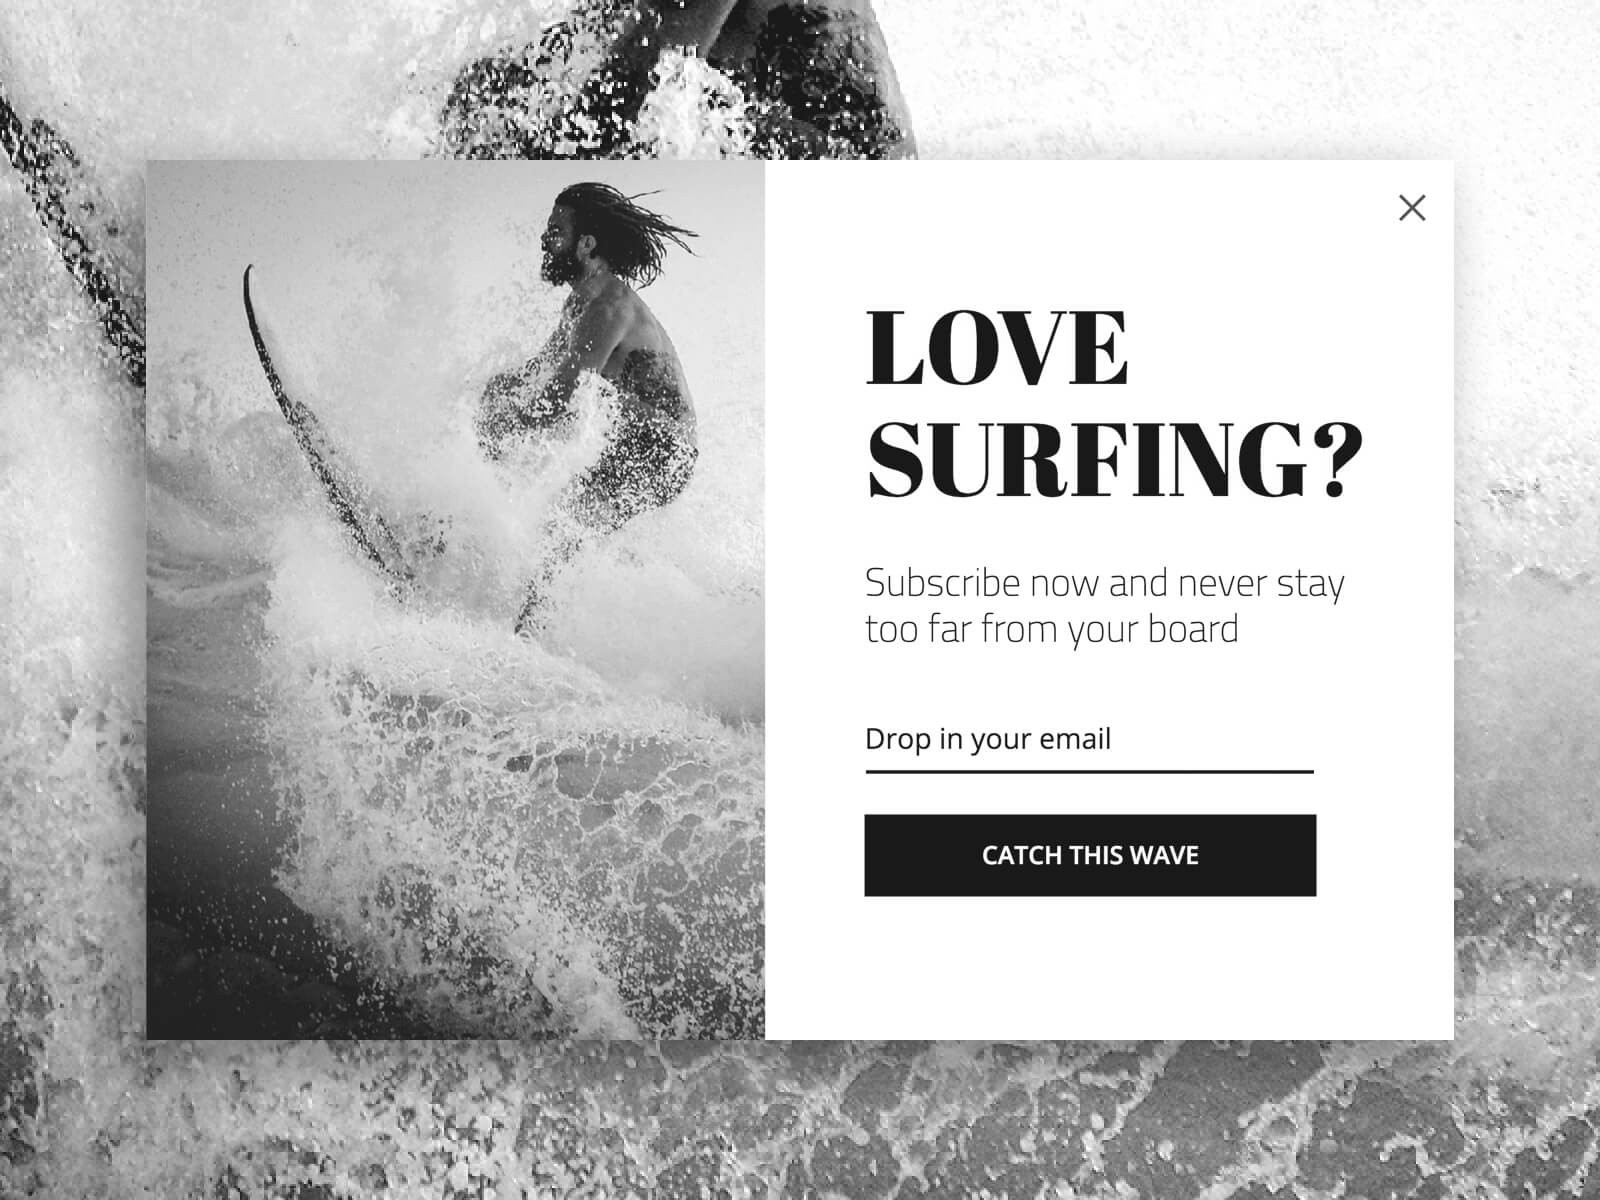 LOVE
SURFING?
Subscribe now and never stay
too far from your board
Drop in your email
CATCH THIS WAVE